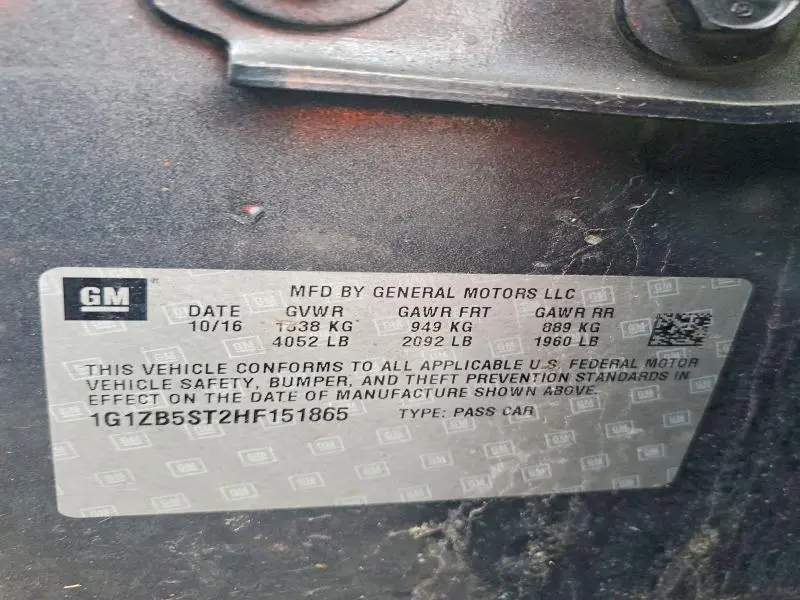 GM
MFD BY GENERAL MOTORS LLC
DATE GVWR GAWR FRT GAWR RR
10/16 1838 KG 949 KG 889 KG
4052 LB 2092 LB 1960 LB
THIS VEHICLE CONFORMS TO ALL APPLICABLE U.S. FEDERAL MOTOR
VEHICLE SAFETY, BUMPER, AND THEFT PREVENTION STANDARDS IN
EFFECT ON THE DATE OF MANUFACTURE SHOWN ABOVE.
1G1ZB5ST2HF151865 TYPE: PASS CAR